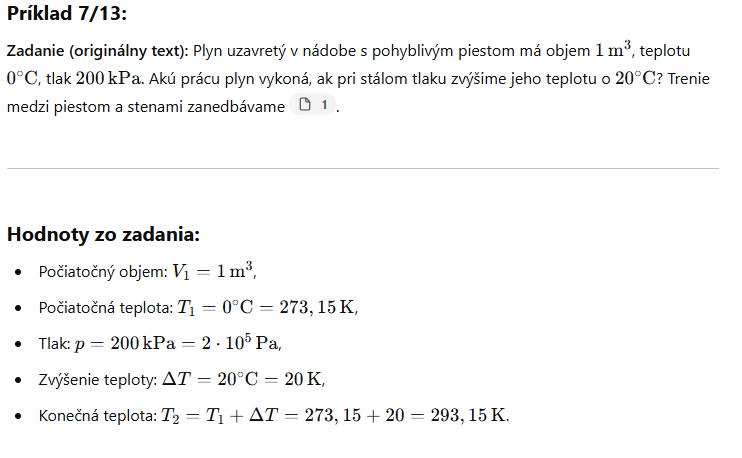 Príklad 7/13:
Zadanie (originálny text): Plyn uzavretý v nádobe s pohyblivým piestom má objem 1 m³, teplotu
0°C, tlak 200 kPa. Akú prácu plyn vykoná, ak pri stálom tlaku zvýšime jeho teplotu o 20°C? Trenie
medzi piestom a stenami zanedbávame 1 .
Hodnoty zo zadania:
• Počiatočný objem: V₁ = 1 m³,
• Počiatočná teplota: T₁ = 0°C = 273, 15 K,
• Tlak: p = 200 kPa = 2 · 10⁵ Pa,
• Zvýšenie teploty: ΔT = 20°C = 20 K,
• Konečná teplota: T₂ = T₁ + ΔT = 273, 15 + 20 = 293, 15 K.